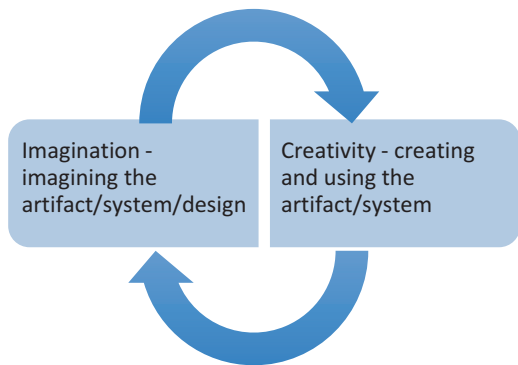 Imagination -
imagining the
artifact/system/design
Creativity - creating
and using the
artifact/system